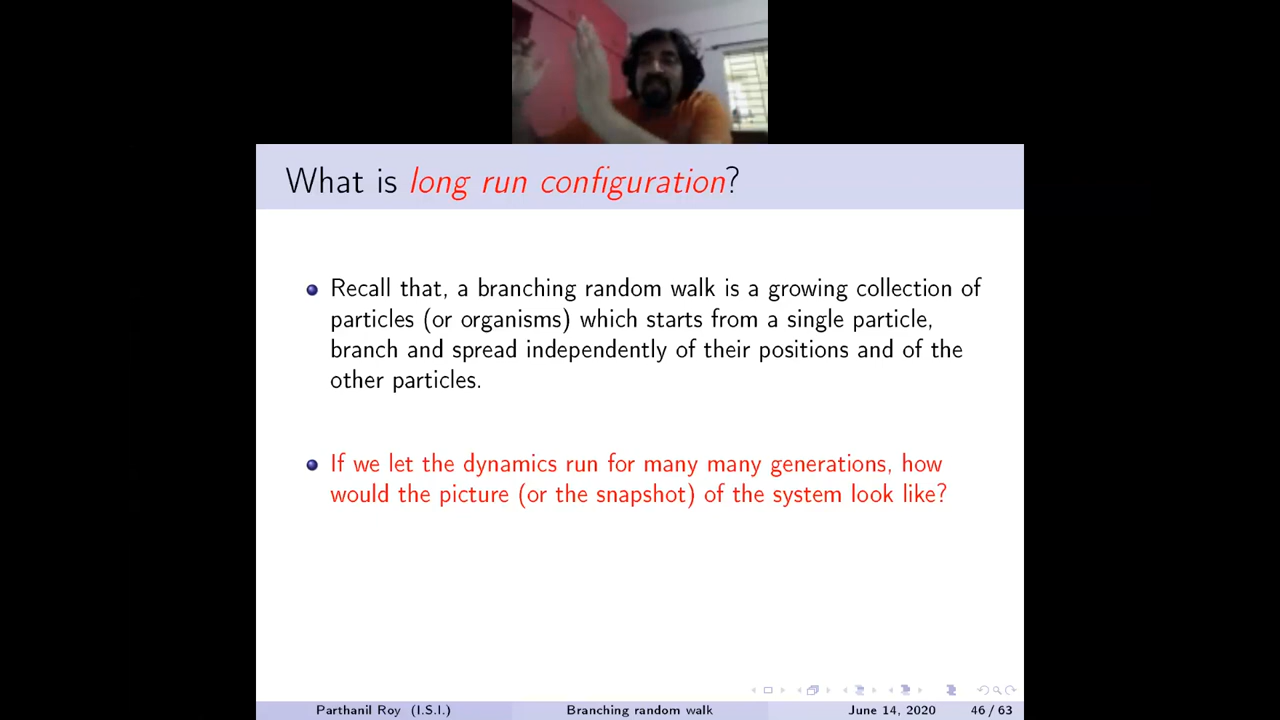 What is long run configuration?
Recall that, a branching random walk is a growing collection of
particles (or organisms) which starts from a single particle,
branch and spread independently of their positions and of the
other particles.
If we let the dynamics run for many many generations, how
would the picture (or the snapshot) of the system look like?
Parthanil Roy (I.S.I.) Branching random walk June 14, 2020 46 / 63